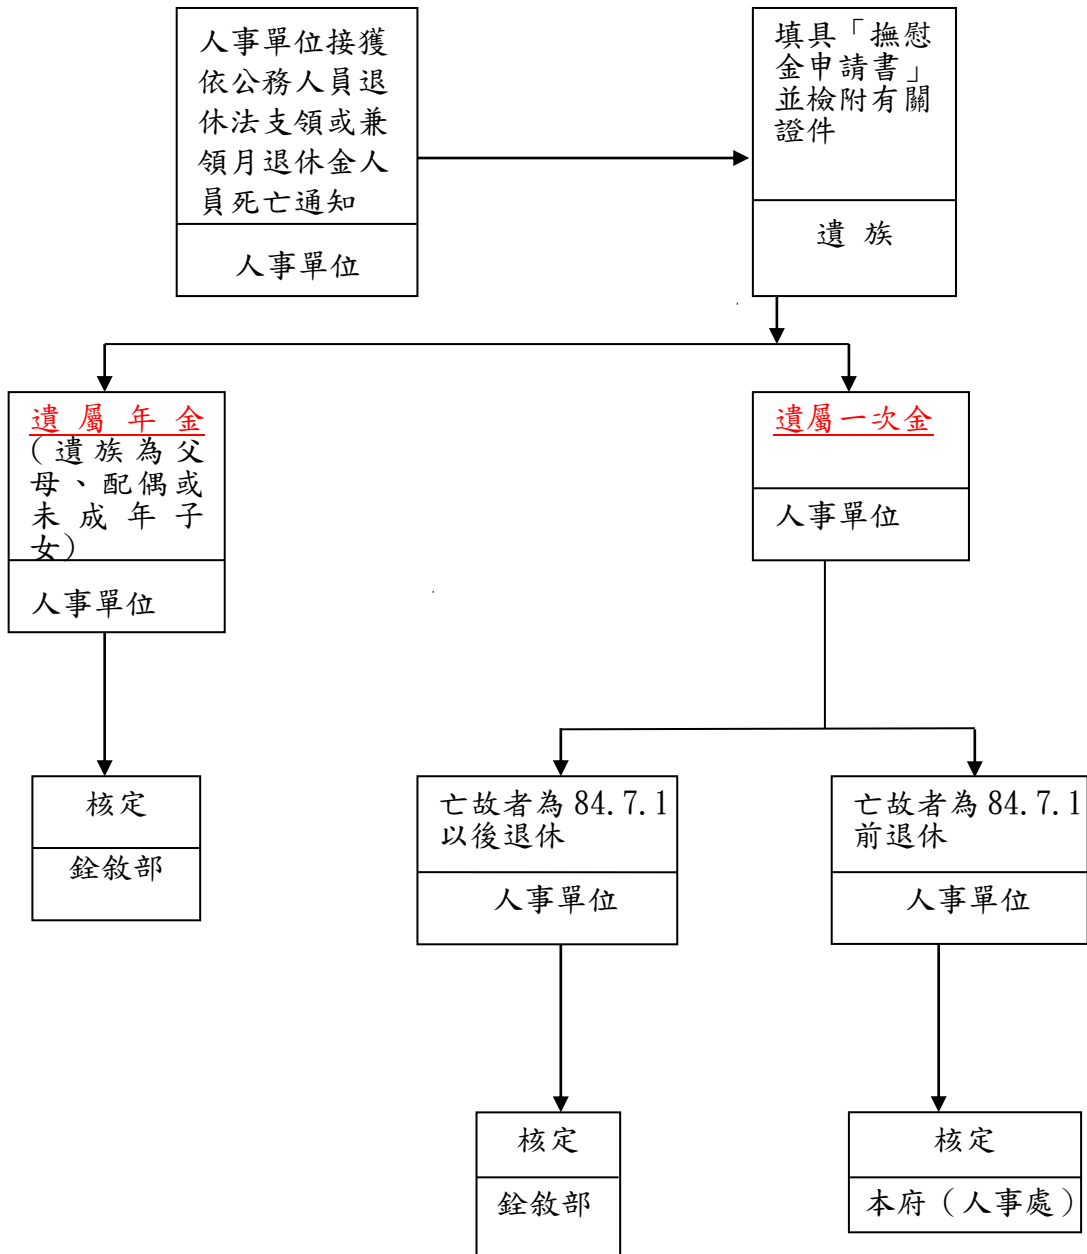 人事單位接獲
依公務人員退
休法支領或兼
領月退休金人
員死亡通知
人事單位
填具「撫慰
金申請書」
並檢附有關
證件
遺 族
遺 屬 年 金
（遺族為父
母、配偶或
未 成 年 子
女）
人事單位
遺屬一次金
人事單位
核定
銓敘部
亡故者為 84.7.1
以後退休
人事單位
亡故者為 84.7.1
前退休
人事單位
核定
銓敘部
核定
本府（人事處）